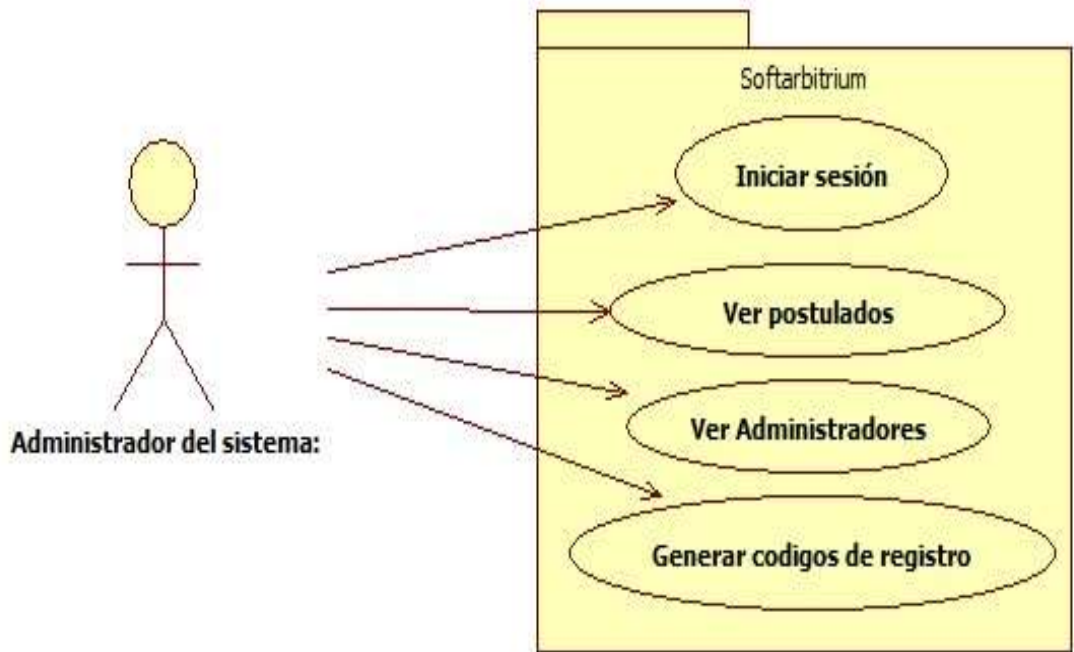 Softarbitrium
Iniciar sesión
Ver postulados
Ver Administradores
Generar codigos de registro
Administrador del sistema: